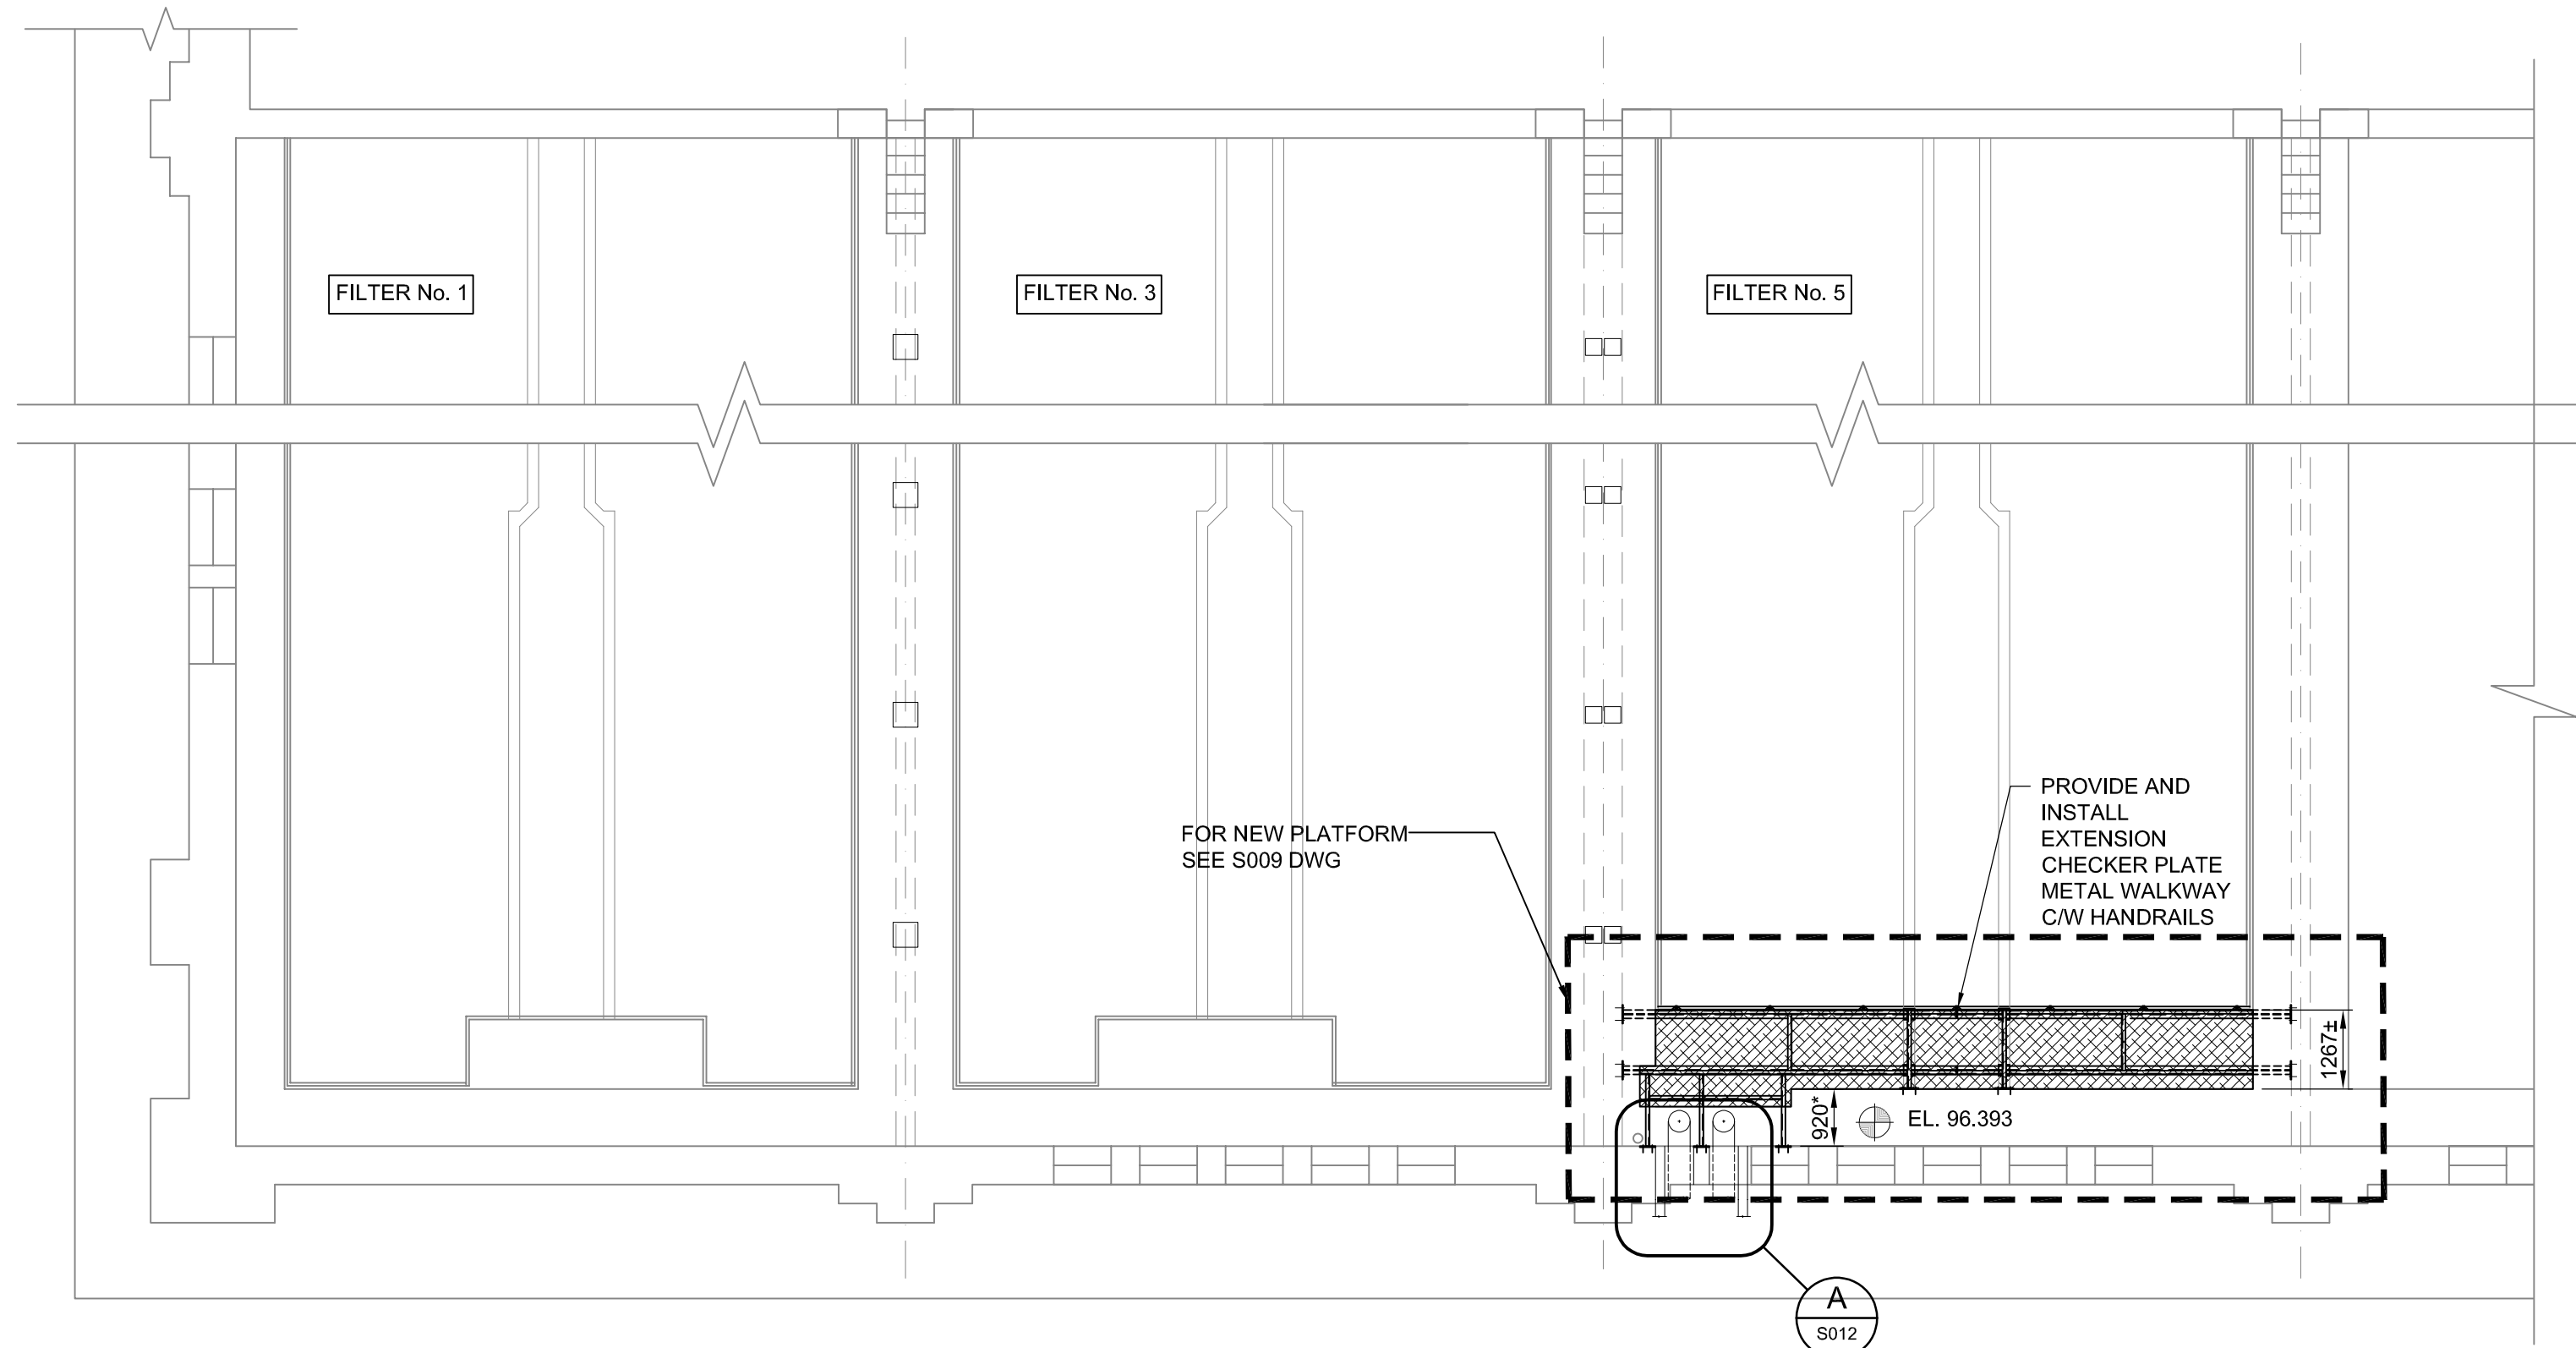 FILTER No. 1
FILTER No. 3
FILTER No. 5
FOR NEW PLATFORM
SEE S009 DWG
PROVIDE AND
INSTALL
EXTENSION
CHECKER PLATE
METAL WALKWAY
C/W HANDRAILS
1267±
920*
EL. 96.393
A
S012